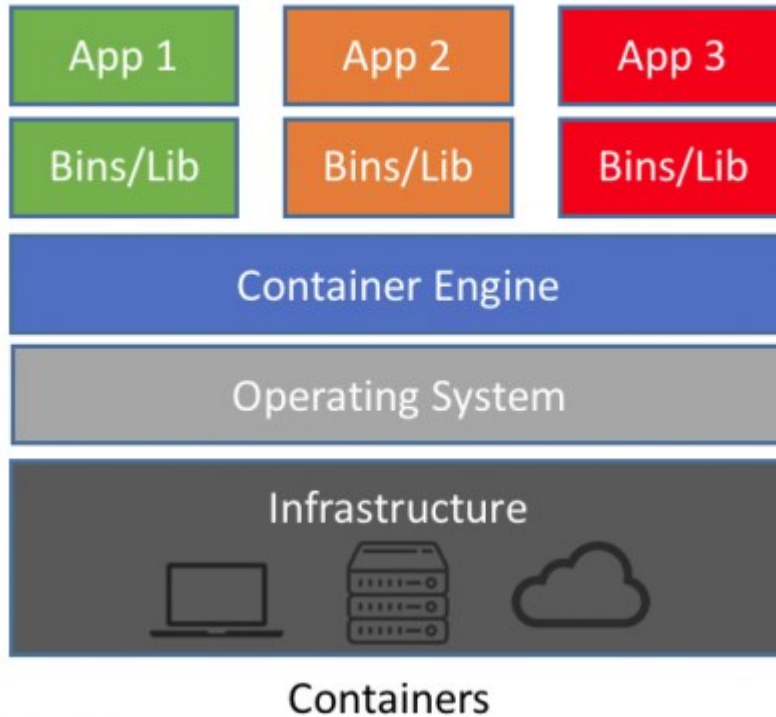 App 1
App 2
App 3
Bins/Lib
Bins/Lib
Bins/Lib
Container Engine
Operating System
Infrastructure
Containers